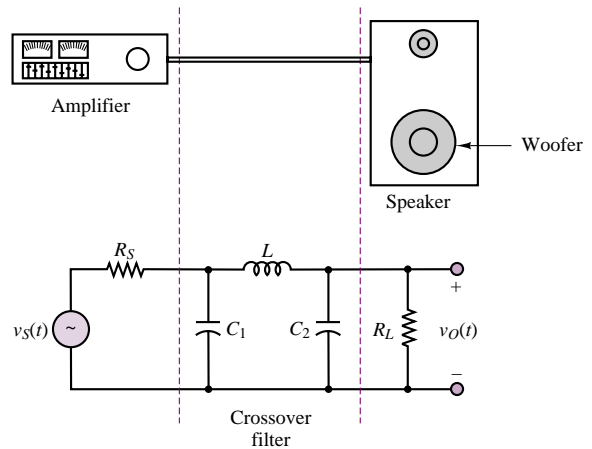 Amplifier
Woofer
Speaker
R_S
L
v_S(t)
~
C_1
C_2
R_L
+
v_O(t)
–
Crossover
filter